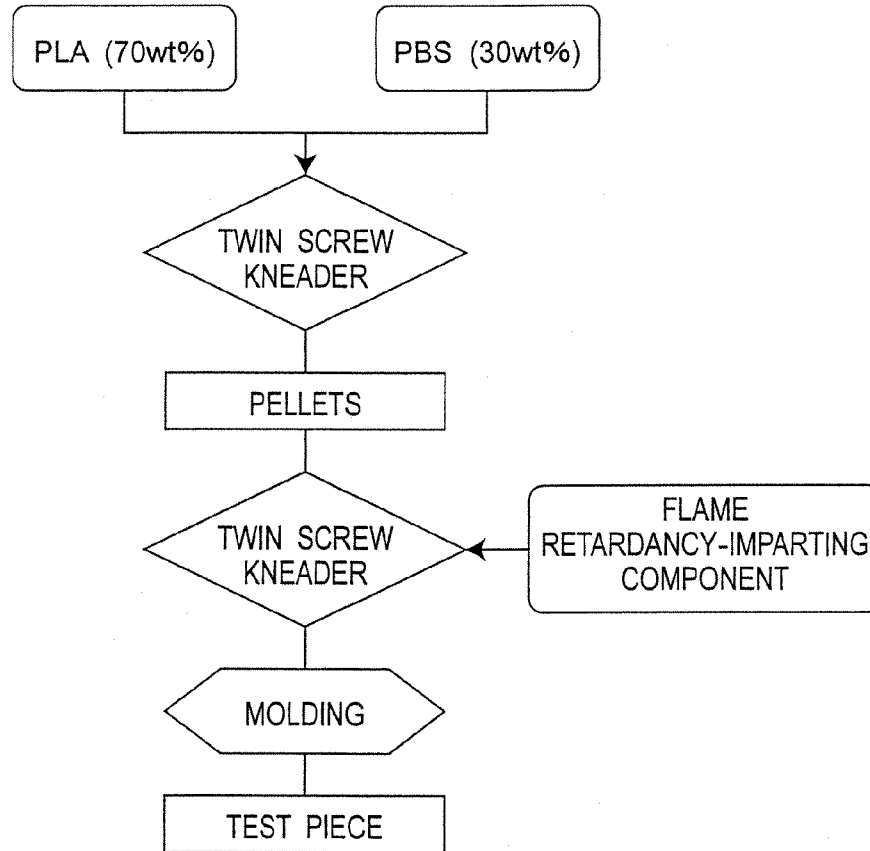 PLA (70wt%)
PBS (30wt%)
TWIN SCREW
KNEADER
PELLETS
TWIN SCREW
KNEADER
FLAME
RETARDANCY-IMPARTING
COMPONENT
MOLDING
TEST PIECE